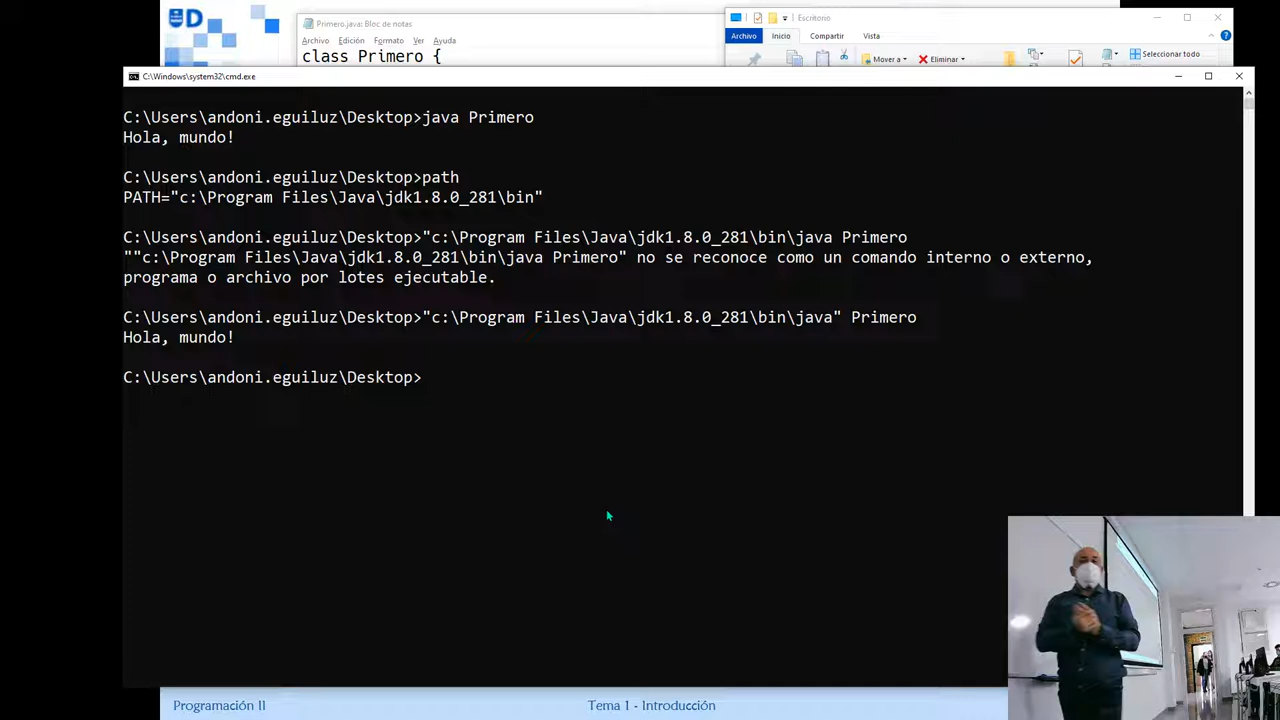 D
Primero.java: Bloc de notas
Archivo Edición Formato Ver Ayuda
class Primero {
Escritorio
Archivo Inicio Compartir Vista
Mover a Eliminar Seleccionar todo
C:\Windows\system32\cmd.exe
C:\Users\andoni.eguiluz\Desktop>java Primero
Hola, mundo!
C:\Users\andoni.eguiluz\Desktop>path
PATH="c:\Program Files\Java\jdk1.8.0_281\bin"
C:\Users\andoni.eguiluz\Desktop>"c:\Program Files\Java\jdk1.8.0_281\bin\java Primero
""c:\Program Files\Java\jdk1.8.0_281\bin\java Primero" no se reconoce como un comando interno o externo,
programa o archivo por lotes ejecutable.
C:\Users\andoni.eguiluz\Desktop>"c:\Program Files\Java\jdk1.8.0_281\bin\java" Primero
Hola, mundo!
C:\Users\andoni.eguiluz\Desktop>
Programación II
Tema 1 - Introducción